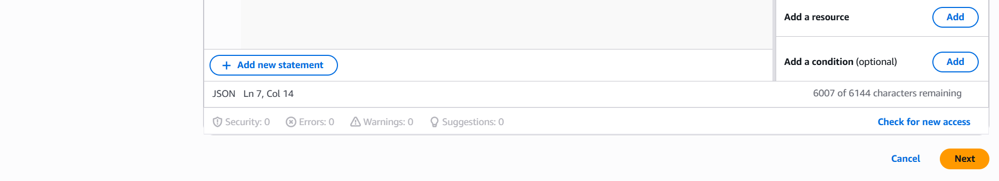 Add a resource
Add
Add a condition (optional)
Add
Add new statement
JSON Ln 7, Col 14
6007 of 6144 characters remaining
Security: 0 Errors: 0 Warnings: 0 Suggestions: 0
Check for new access
Cancel
Next